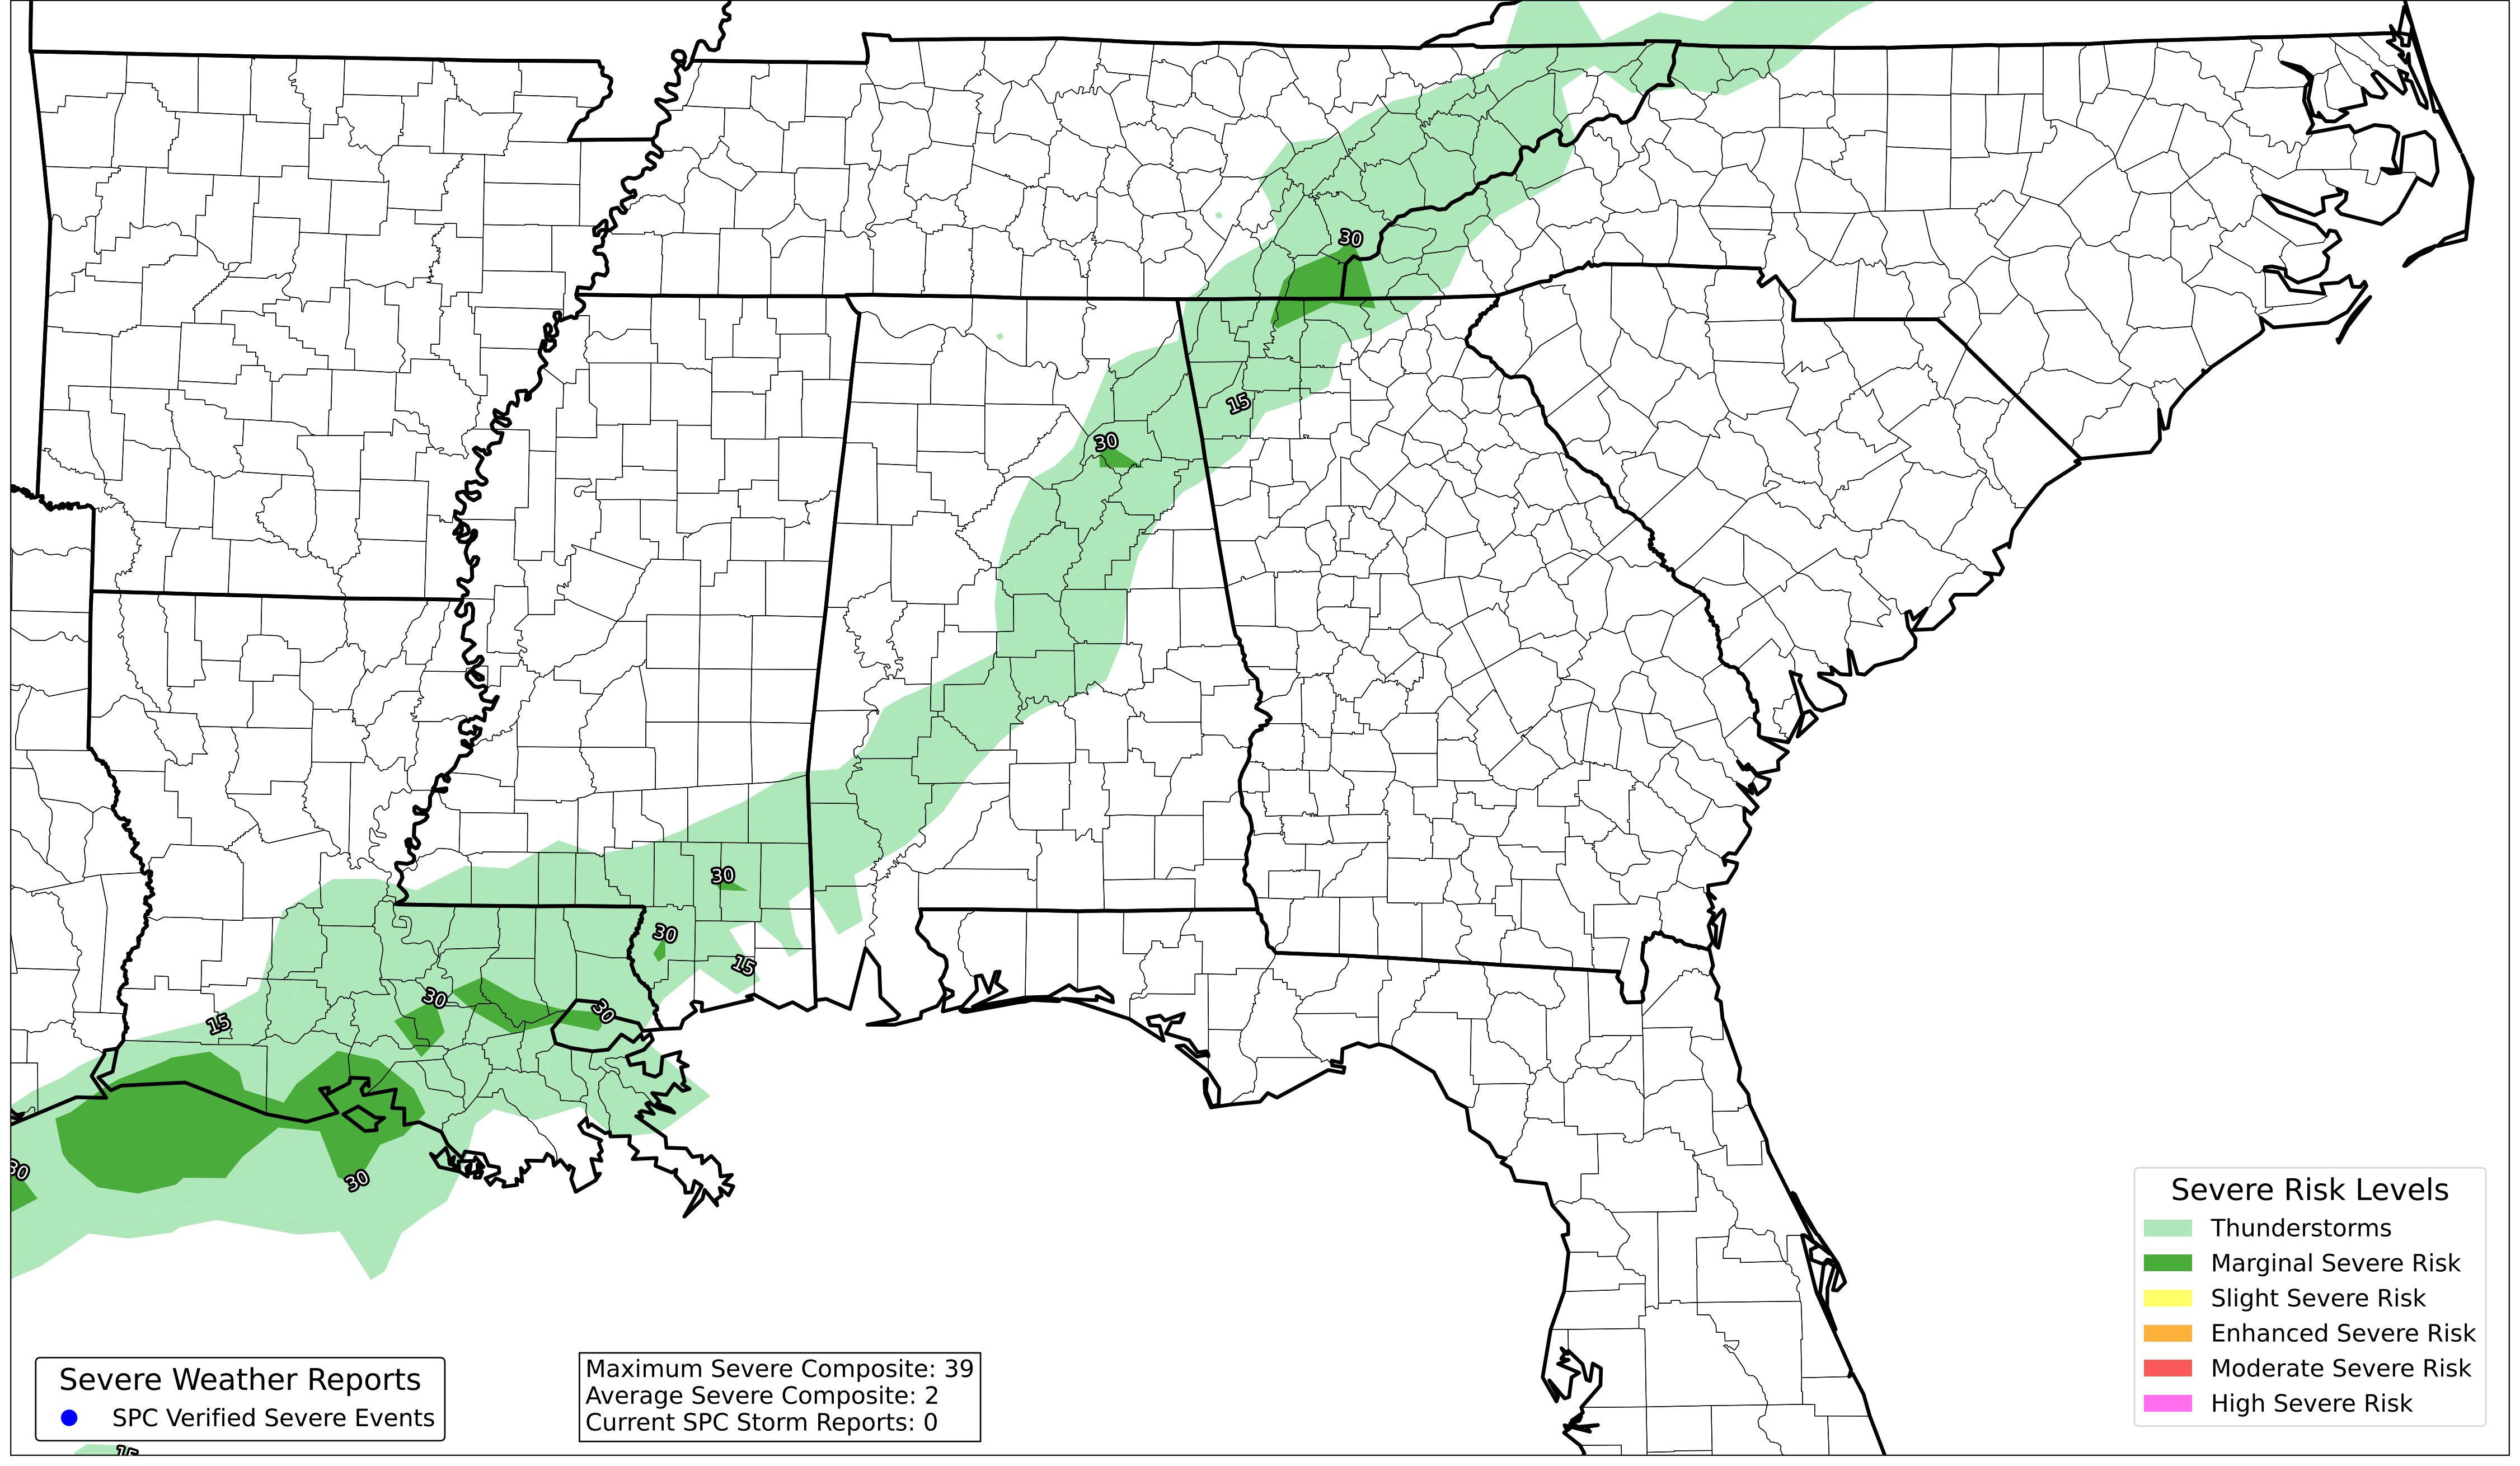 30
15
30
30
30
15
30
30
15
30
30
Severe Risk Levels
Thunderstorms
Marginal Severe Risk
Slight Severe Risk
Enhanced Severe Risk
Moderate Severe Risk
High Severe Risk
Severe Weather Reports
SPC Verified Severe Events
Maximum Severe Composite: 39
Average Severe Composite: 2
Current SPC Storm Reports: 0
15